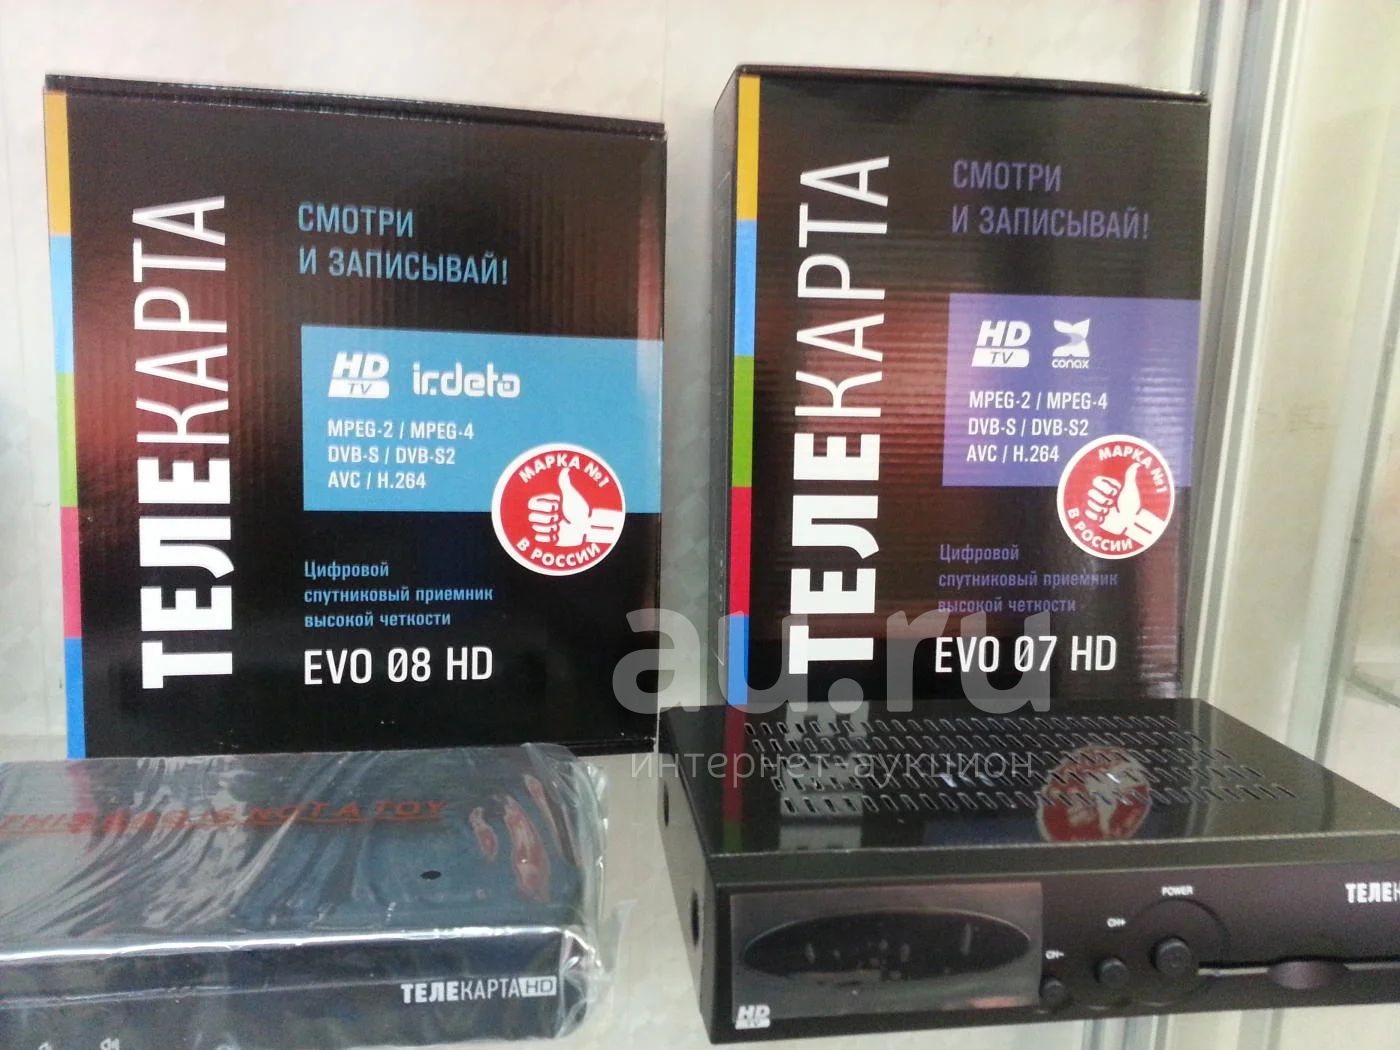 ТЕЛЕКАРТА
СМОТРИ
И ЗАПИСЫВАЙ!
HD
TV
irdeto
MPEG-2 / MPEG-4
DVB-S / DVB-S2
AVC / H.264
МАРКА №1
В РОССИИ
Цифровой
спутниковый приемник
высокой четкости
EVO 08 HD
ТЕЛЕКАРТА
СМОТРИ
И ЗАПИСЫВАЙ!
HD
TV
conax
MPEG-2 / MPEG-4
DVB-S / DVB-S2
AVC / H.264
МАРКА №1
В РОССИИ
Цифровой
спутниковый приемник
высокой четкости
EVO 07 HD
au.ru
интернет-аукцион
THIS BAG IS NOT A TOY
ТЕЛЕКАРТА HD
POWER
CH+
CH-
ТЕЛЕК
HD
TV